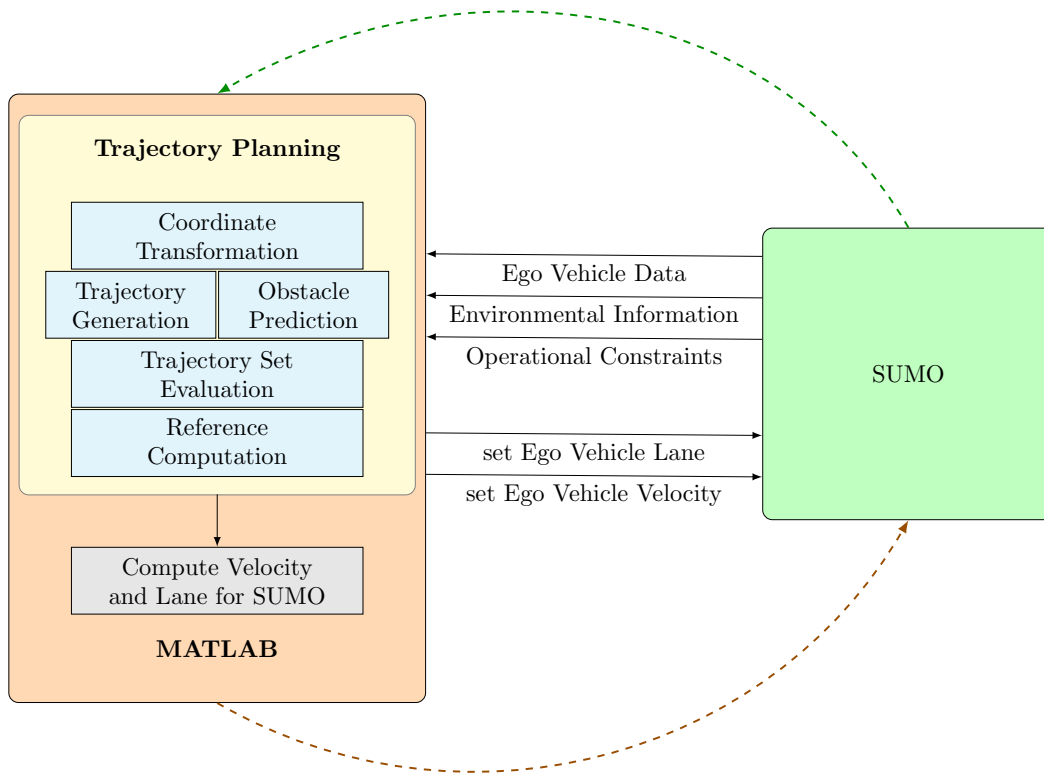 Trajectory Planning
Coordinate
Transformation
Trajectory
Generation
Obstacle
Prediction
Trajectory Set
Evaluation
Reference
Computation
Compute Velocity
and Lane for SUMO
MATLAB
Ego Vehicle Data
Environmental Information
Operational Constraints
set Ego Vehicle Lane
set Ego Vehicle Velocity
SUMO